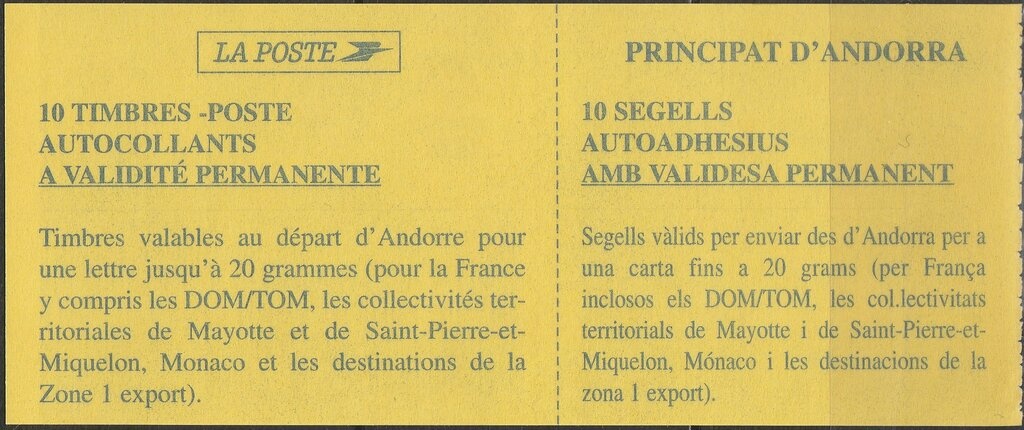 LA POSTE
10 TIMBRES -POSTE
AUTOCOLLANTS
A VALIDITÉ PERMANENTE
Timbres valables au départ d'Andorre pour
une lettre jusqu'à 20 grammes (pour la France
y compris les DOM/TOM, les collectivités ter-
ritoriales de Mayotte et de Saint-Pierre-et-
Miquelon, Monaco et les destinations de la
Zone 1 export).
PRINCIPAT D'ANDORRA
10 SEGELLS
AUTOADHESIUS
AMB VALIDESA PERMANENT
Segells vàlids per enviar des d'Andorra per a
una carta fins a 20 grams (per França
inclosos els DOM/TOM, les col.lectivitats
territorials de Mayotte i de Saint-Pierre-et-
Miquelon, Mónaco i les destinacions de la
zona 1 export).